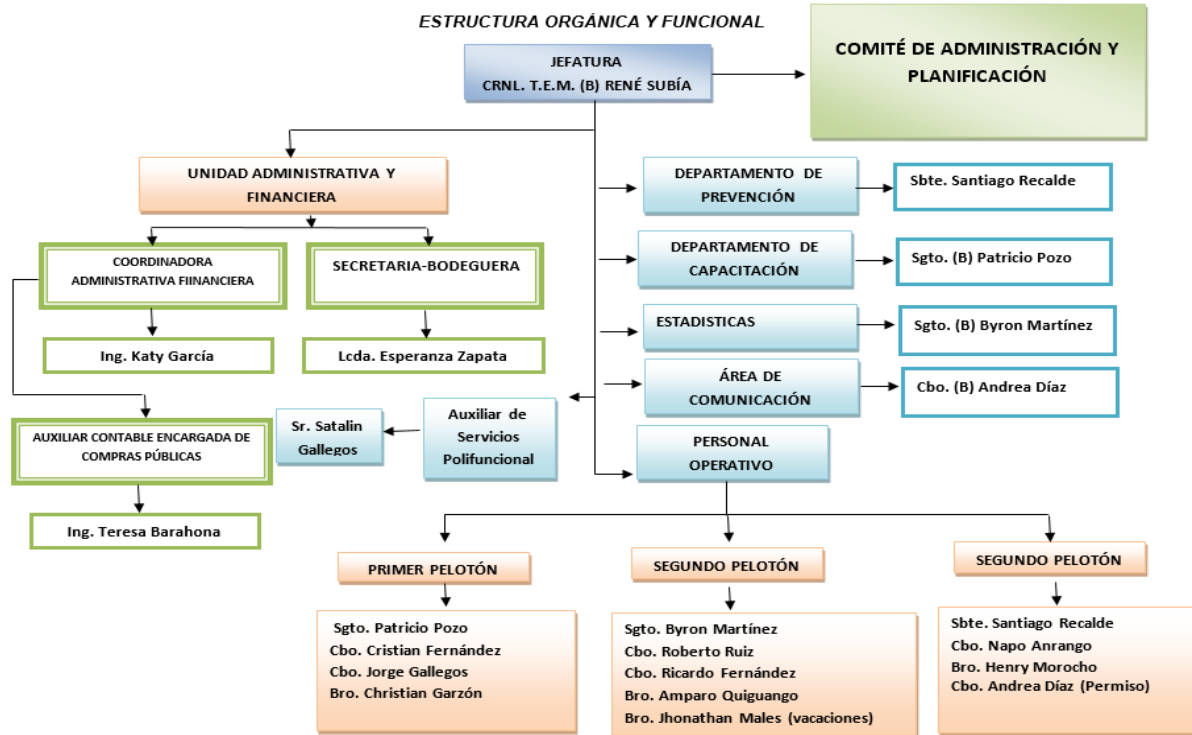 ESTRUCTURA ORGÁNICA Y FUNCIONAL
JEFATURA
CRNL. T.E.M. (B) RENÉ SUBÍA
COMITÉ DE ADMINISTRACIÓN Y
PLANIFICACIÓN
UNIDAD ADMINISTRATIVA Y
FINANCIERA
COORDINADORA
ADMINISTRATIVA FIINANCIERA
SECRETARIA-BODEGUERA
Ing. Katy García
Lcda. Esperanza Zapata
AUXILIAR CONTABLE ENCARGADA DE
COMPRAS PÚBLICAS
Ing. Teresa Barahona
DEPARTAMENTO DE
PREVENCIÓN
Sbte. Santiago Recalde
DEPARTAMENTO DE
CAPACITACIÓN
Sgto. (B) Patricio Pozo
ESTADISTICAS
Sgto. (B) Byron Martínez
ÁREA DE
COMUNICACIÓN
Cbo. (B) Andrea Díaz
Auxiliar de
Servicios
Polifuncional
Sr. Satalin
Gallegos
PERSONAL
OPERATIVO
PRIMER PELOTÓN
Sgto. Patricio Pozo
Cbo. Cristian Fernández
Cbo. Jorge Gallegos
Bro. Christian Garzón
SEGUNDO PELOTÓN
Sgto. Byron Martínez
Cbo. Roberto Ruiz
Cbo. Ricardo Fernández
Bro. Amparo Quiguango
Bro. Jhonathan Males (vacaciones)
SEGUNDO PELOTÓN
Sbte. Santiago Recalde
Cbo. Napo Anrango
Bro. Henry Morocho
Cbo. Andrea Díaz (Permiso)